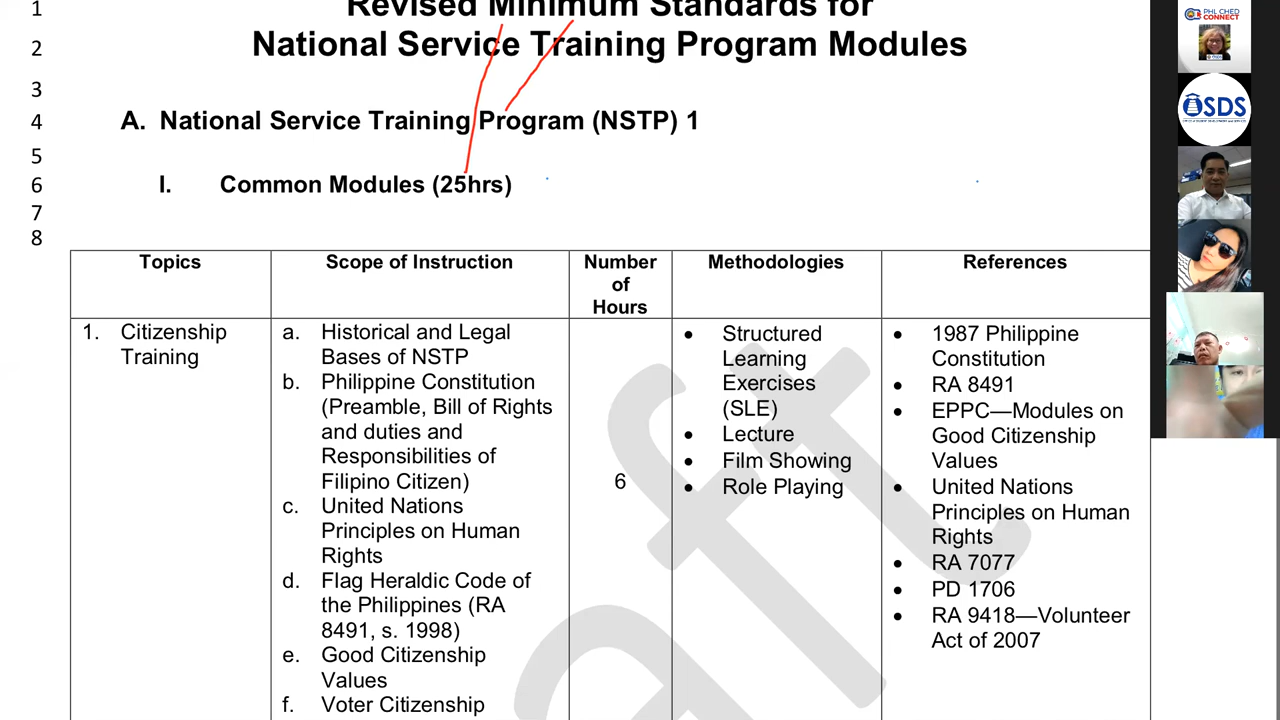 1
Revised Minimum Standards for
2
National Service Training Program Modules
3
4
A. National Service Training Program (NSTP) 1
5
6
I. Common Modules (25hrs)
7
8
Topics
Scope of Instruction
Number
of
Hours
Methodologies
References
1. Citizenship
Training
a. Historical and Legal
Bases of NSTP
b. Philippine Constitution
(Preamble, Bill of Rights
and duties and
Responsibilities of
Filipino Citizen)
c. United Nations
Principles on Human
Rights
d. Flag Heraldic Code of
the Philippines (RA
8491, s. 1998)
e. Good Citizenship
Values
f. Voter Citizenship
6
• Structured
Learning
Exercises
(SLE)
• Lecture
• Film Showing
• Role Playing
• 1987 Philippine
Constitution
• RA 8491
• EPPC—Modules on
Good Citizenship
Values
• United Nations
Principles on Human
Rights
• RA 7077
• PD 1706
• RA 9418—Volunteer
Act of 2007
aft
PHL CHED
CONNECT
OSDS